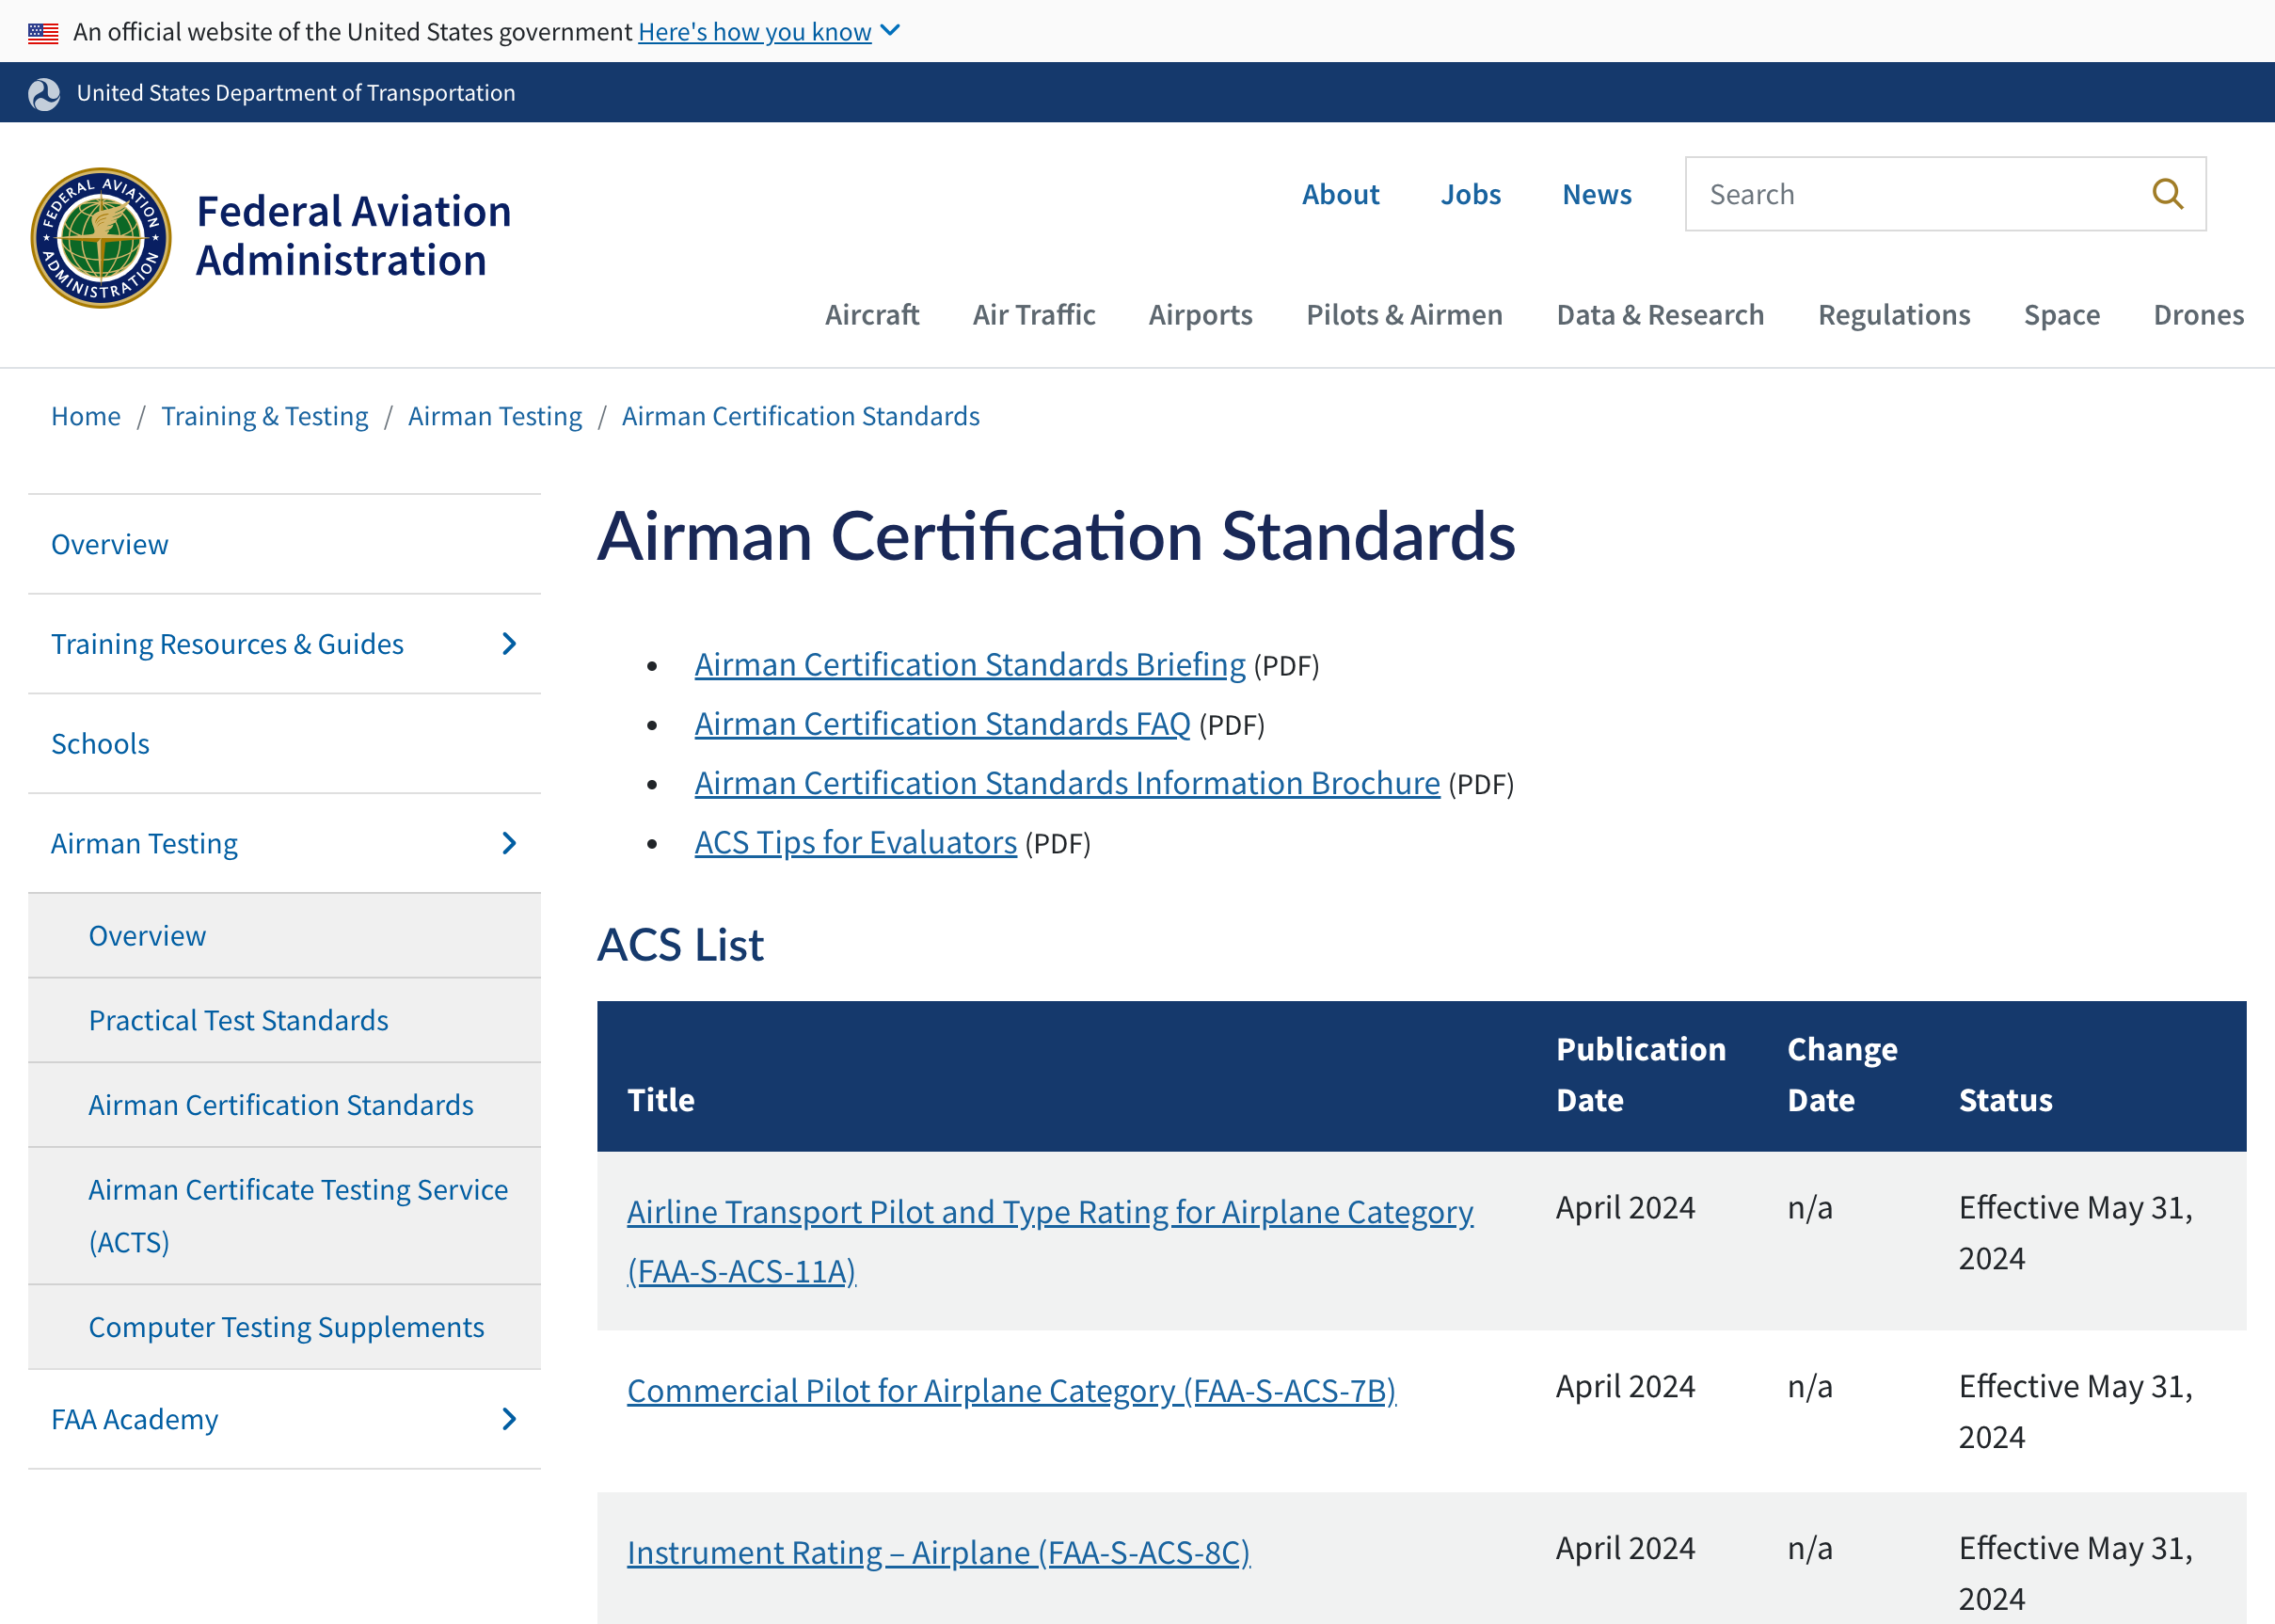 An official website of the United States government Here's how you know
United States Department of Transportation
FEDERAL AVIATION
ADMINISTRATION
Federal Aviation
Administration
About
Jobs
News
Search
Aircraft
Air Traffic
Airports
Pilots & Airmen
Data & Research
Regulations
Space
Drones
Home / Training & Testing / Airman Testing / Airman Certification Standards
Overview
Training Resources & Guides
Schools
Airman Testing
Overview
Practical Test Standards
Airman Certification Standards
Airman Certificate Testing Service
(ACTS)
Computer Testing Supplements
FAA Academy
Airman Certification Standards
• Airman Certification Standards Briefing (PDF)
• Airman Certification Standards FAQ (PDF)
• Airman Certification Standards Information Brochure (PDF)
• ACS Tips for Evaluators (PDF)
ACS List
Title
Publication
Date
Change
Date
Status
Airline Transport Pilot and Type Rating for Airplane Category
(FAA-S-ACS-11A)
April 2024
n/a
Effective May 31,
2024
Commercial Pilot for Airplane Category (FAA-S-ACS-7B)
April 2024
n/a
Effective May 31,
2024
Instrument Rating – Airplane (FAA-S-ACS-8C)
April 2024
n/a
Effective May 31,
2024